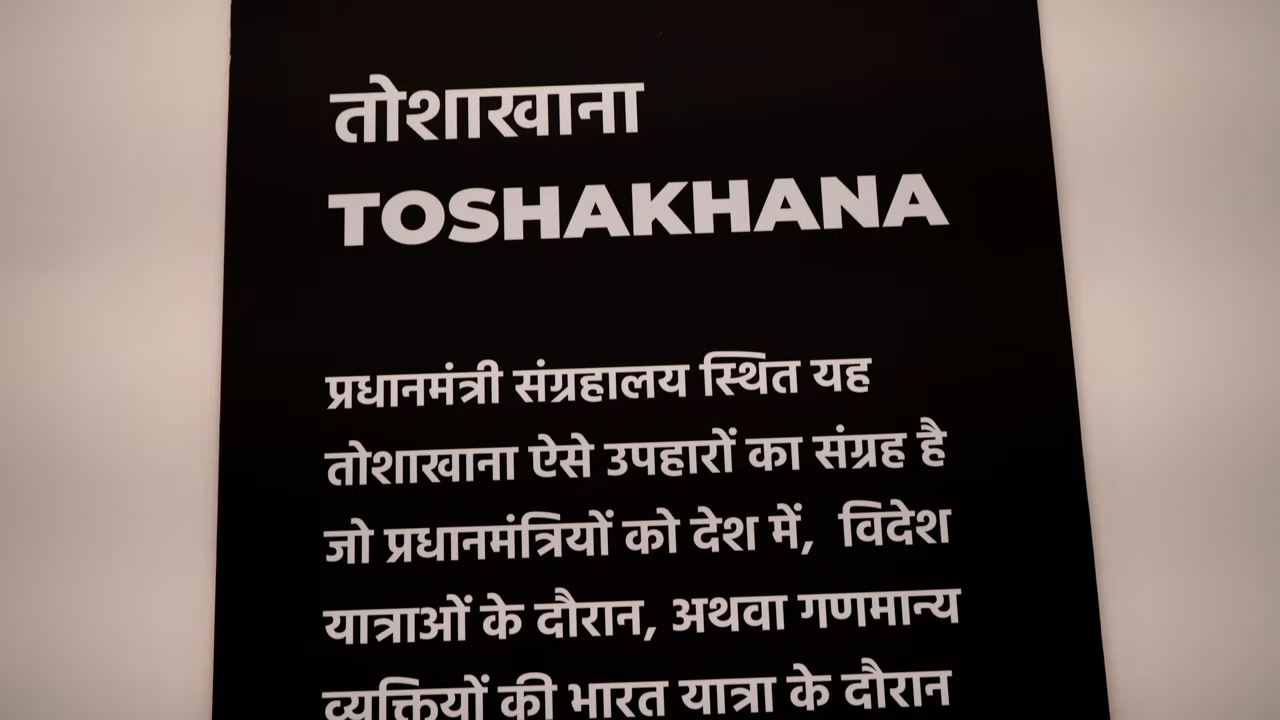 तोशाखाना
TOSHAKHANA
प्रधानमंत्री संग्रहालय स्थित यह
तोशाखाना ऐसे उपहारों का संग्रह है
जो प्रधानमंत्रियों को देश में, विदेश
यात्राओं के दौरान, अथवा गणमान्य
व्यक्तियों की भारत यात्रा के दौरान